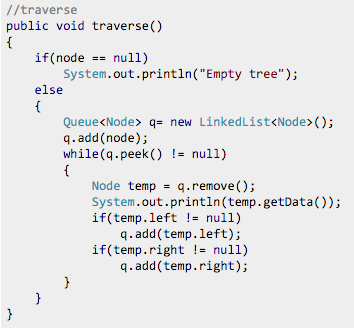 //traverse
public void traverse()
{
    if(node == null)
        System.out.println("Empty tree");
    else
    {
        Queue<Node> q= new LinkedList<Node>();
        q.add(node);
        while(q.peek() != null)
        {
            Node temp = q.remove();
            System.out.println(temp.getData());
            if(temp.left != null)
                q.add(temp.left);
            if(temp.right != null)
                q.add(temp.right);
        }
    }
}